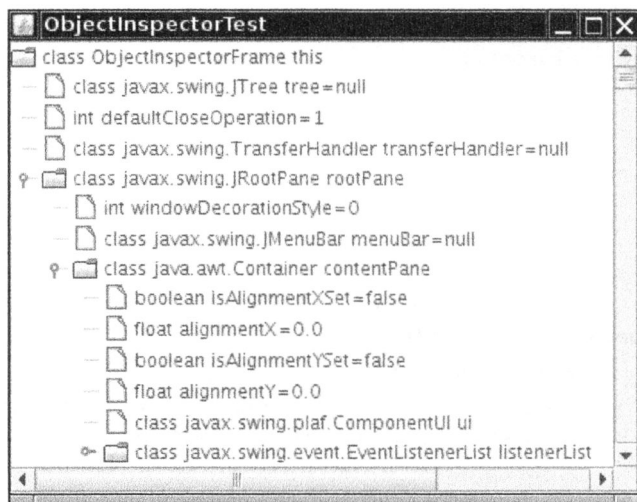 ObjectInspectorTest
class ObjectInspectorFrame this
class javax.swing.JTree tree=null
int defaultCloseOperation=1
class javax.swing.TransferHandler transferHandler=null
class javax.swing.JRootPane rootPane
int windowDecorationStyle=0
class javax.swing.JMenuBar menuBar=null
class java.awt.Container contentPane
boolean isAlignmentXSet=false
float alignmentX=0.0
boolean isAlignmentYSet=false
float alignmentY=0.0
class javax.swing.plaf.ComponentUI ui
class javax.swing.event.EventListenerList listenerList